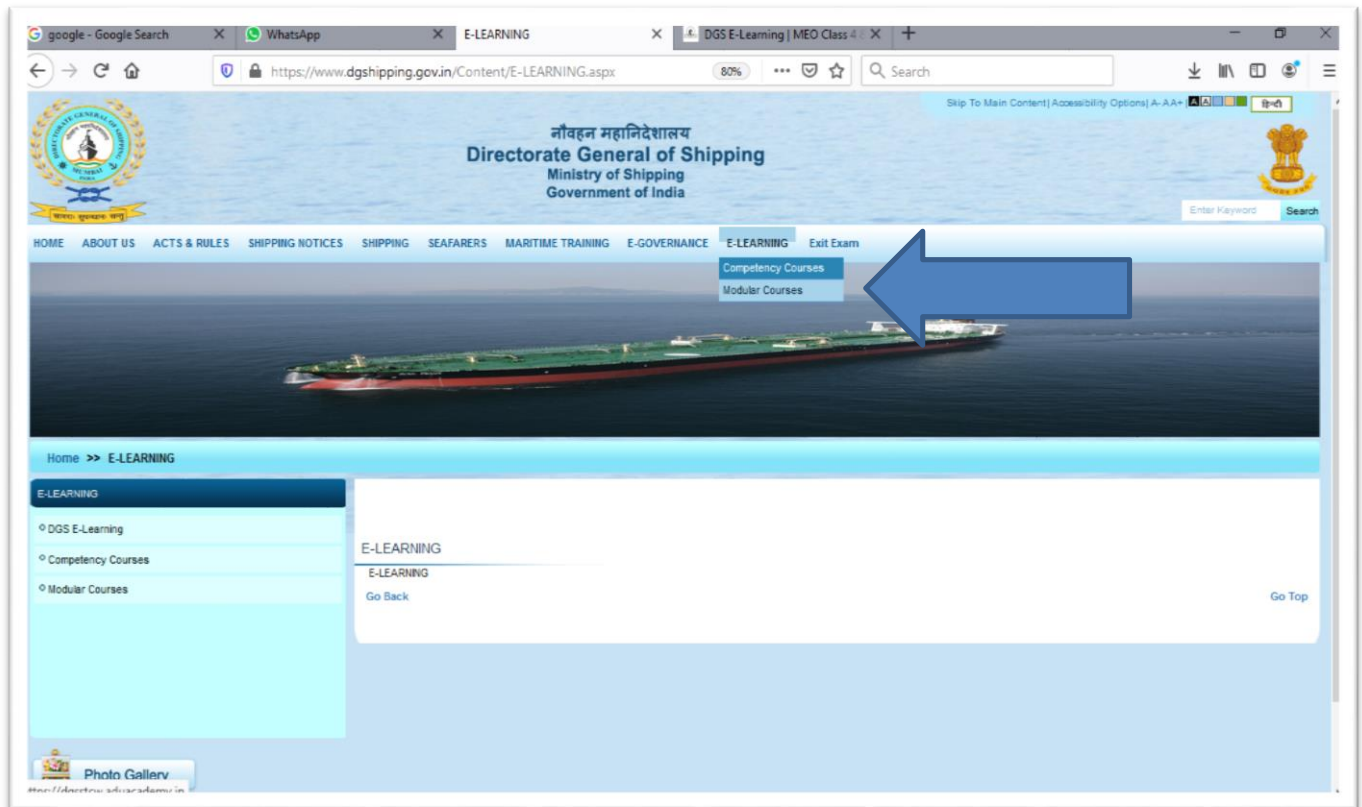 google - Google Search
WhatsApp
E-LEARNING
DGS E-Learning | MEO Class 4
https://www.dgshipping.gov.in/Content/E-LEARNING.aspx
80%
Search
Skip To Main Content| Accessibility Options| A- A A+ | A A
हिन्दी
नौवहन महानिदेशालय
Directorate General of Shipping
Ministry of Shipping
Government of India
Enter Keyword Search
HOME ABOUT US ACTS & RULES SHIPPING NOTICES SHIPPING SEAFARERS MARITIME TRAINING E-GOVERNANCE E-LEARNING Exit Exam
Competency Courses
Modular Courses
Home >> E-LEARNING
E-LEARNING
DGS E-Learning
Competency Courses
Modular Courses
E-LEARNING
E-LEARNING
Go Back
Go Top
Photo Gallery